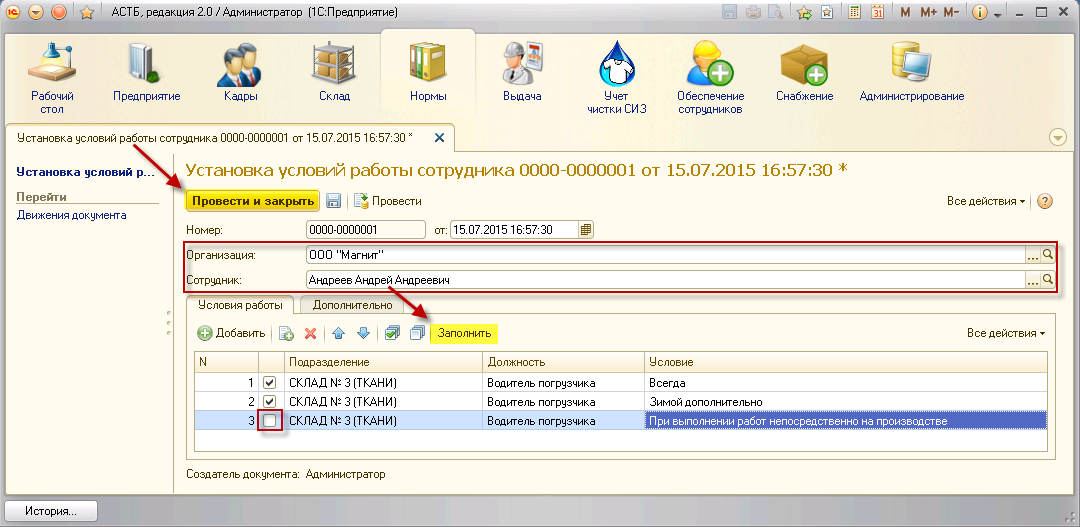 АСТБ, редакция 2.0 / Администратор (1С:Предприятие)
M M+ M-
Рабочий стол
Предприятие
Кадры
Склад
Нормы
Выдача
Учет чистки СИЗ
Обеспечение сотрудников
Снабжение
Администрирование
Установка условий работы сотрудника 0000-0000001 от 15.07.2015 16:57:30 *
Установка условий р...
Перейти
Движения документа
Установка условий работы сотрудника 0000-0000001 от 15.07.2015 16:57:30 *
Провести и закрыть Провести Все действия
Номер: 0000-0000001 от: 15.07.2015 16:57:30
Организация: ООО "Магнит" ...
Сотрудник: Андреев Андрей Андреевич ...
Условия работы Дополнительно
Добавить Заполнить Все действия
N Подразделение Должность Условие
1 СКЛАД № 3 (ТКАНИ) Водитель погрузчика Всегда
2 СКЛАД № 3 (ТКАНИ) Водитель погрузчика Зимой дополнительно
3 СКЛАД № 3 (ТКАНИ) Водитель погрузчика При выполнении работ непосредственно на производстве
Создатель документа: Администратор
История...